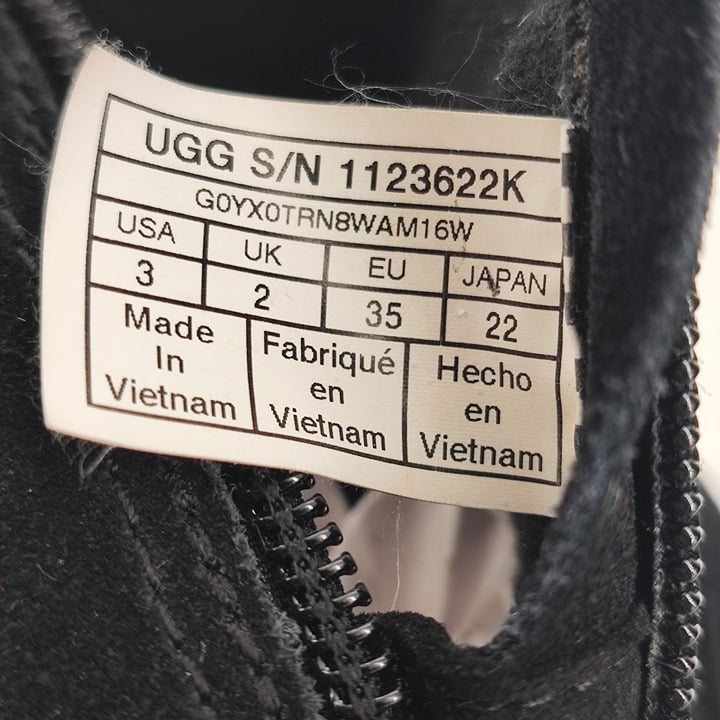 UGG S/N 1123622K
G0YX0TRN8WAM16W
USA UK EU JAPAN
3 2 35 22
Made In Vietnam
Fabriqué en Vietnam
Hecho en Vietnam